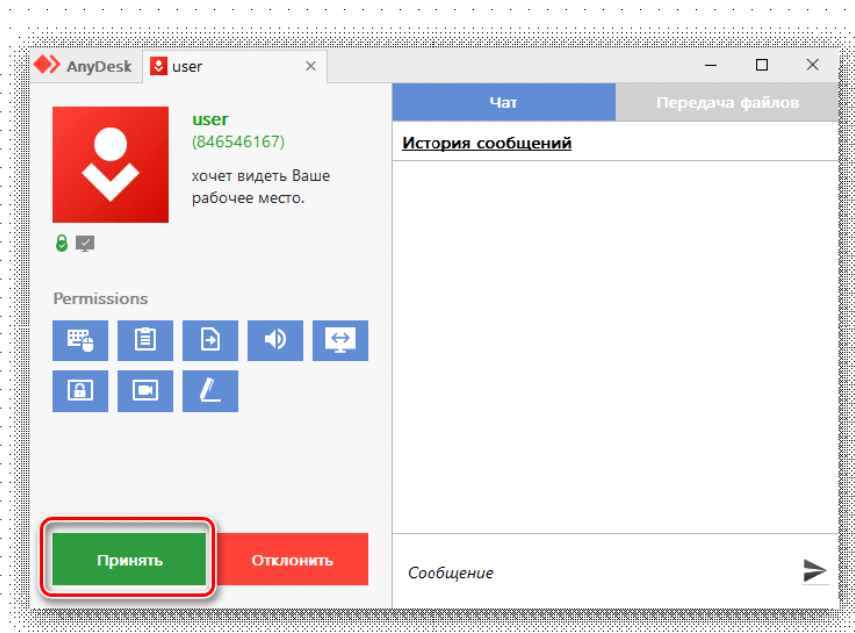 AnyDesk user
user
(846546167)
хочет видеть Ваше
рабочее место.
Permissions
Принять Отклонить
Чат Передача файлов
История сообщений
Сообщение